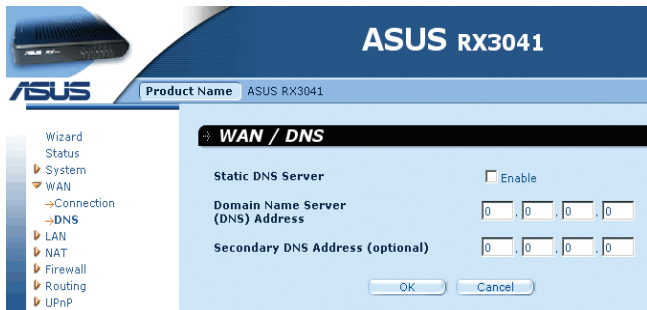 ASUS RX3041
ASUS
Product Name ASUS RX3041
Wizard
Status
System
WAN
→Connection
→DNS
LAN
NAT
Firewall
Routing
UPnP
WAN / DNS
Static DNS Server Enable
Domain Name Server
(DNS) Address 0 . 0 . 0 . 0
Secondary DNS Address (optional) 0 . 0 . 0 . 0
OK Cancel